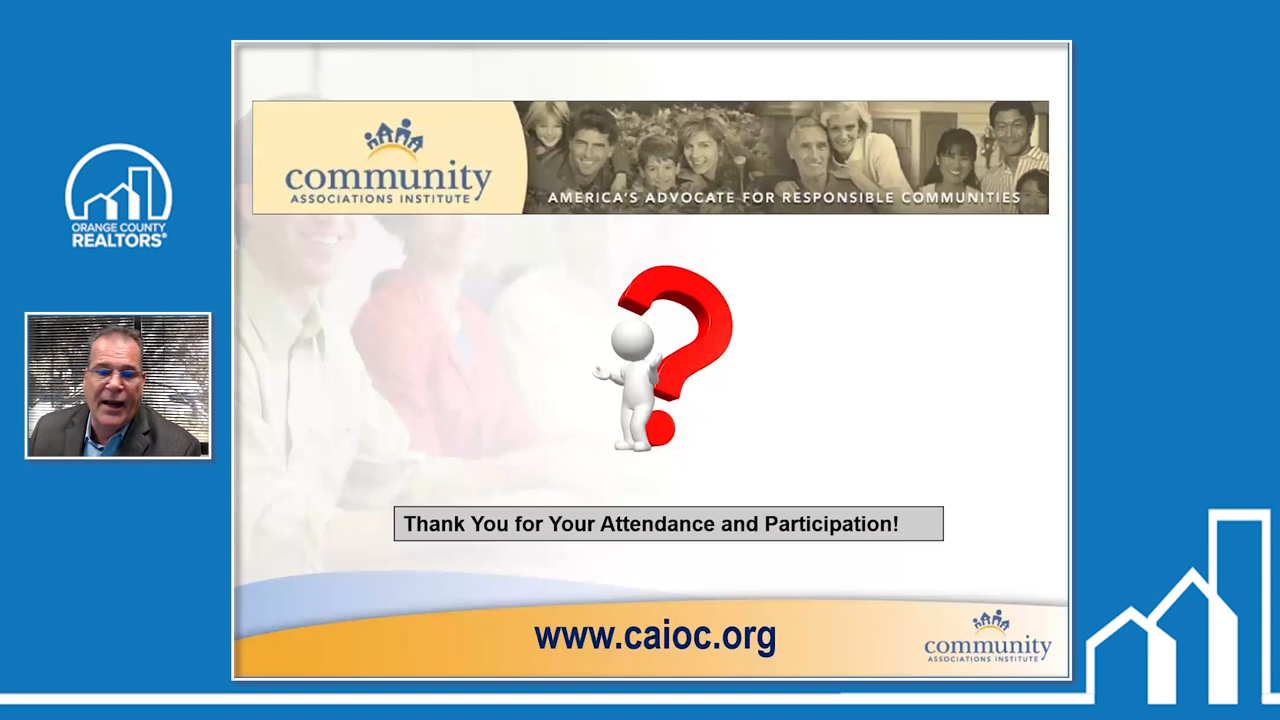 ORANGE COUNTY
REALTORS®
community
ASSOCIATIONS INSTITUTE
AMERICA'S ADVOCATE FOR RESPONSIBLE COMMUNITIES
Thank You for Your Attendance and Participation!
www.caioc.org
community
ASSOCIATIONS INSTITUTE